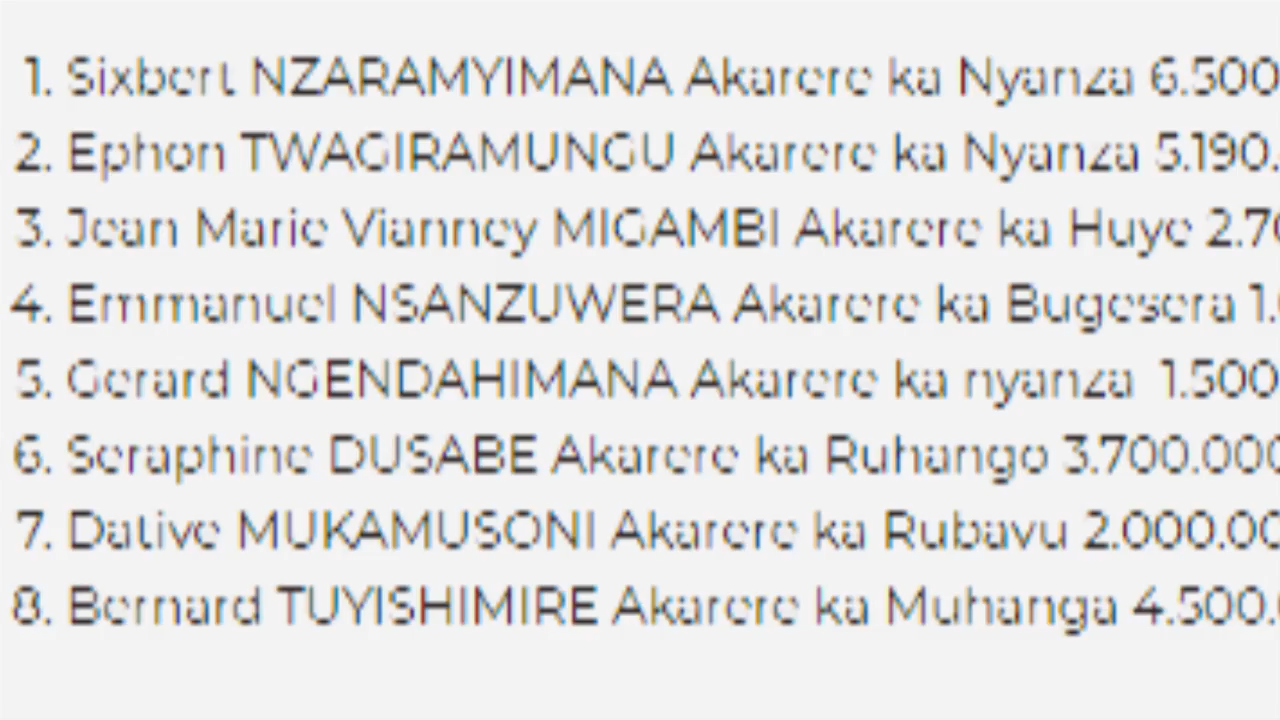 1. Sixbert NZARAMYIMANA Akarere ka Nyanza 6.500
2. Ephon TWAGIRAMUNGU Akarere ka Nyanza 5.190.
3. Jean Marie Vianney MIGAMBI Akarere ka Huye 2.70
4. Emmanuel NSANZUWERA Akarere ka Bugesera 1.
5. Gerard NGENDAHIMANA Akarere ka nyanza 1.500
6. Seraphine DUSABE Akarere ka Ruhango 3.700.000
7. Dative MUKAMUSONI Akarere ka Rubavu 2.000.00
8. Bernard TUYISHIMIRE Akarere ka Muhanga 4.500.